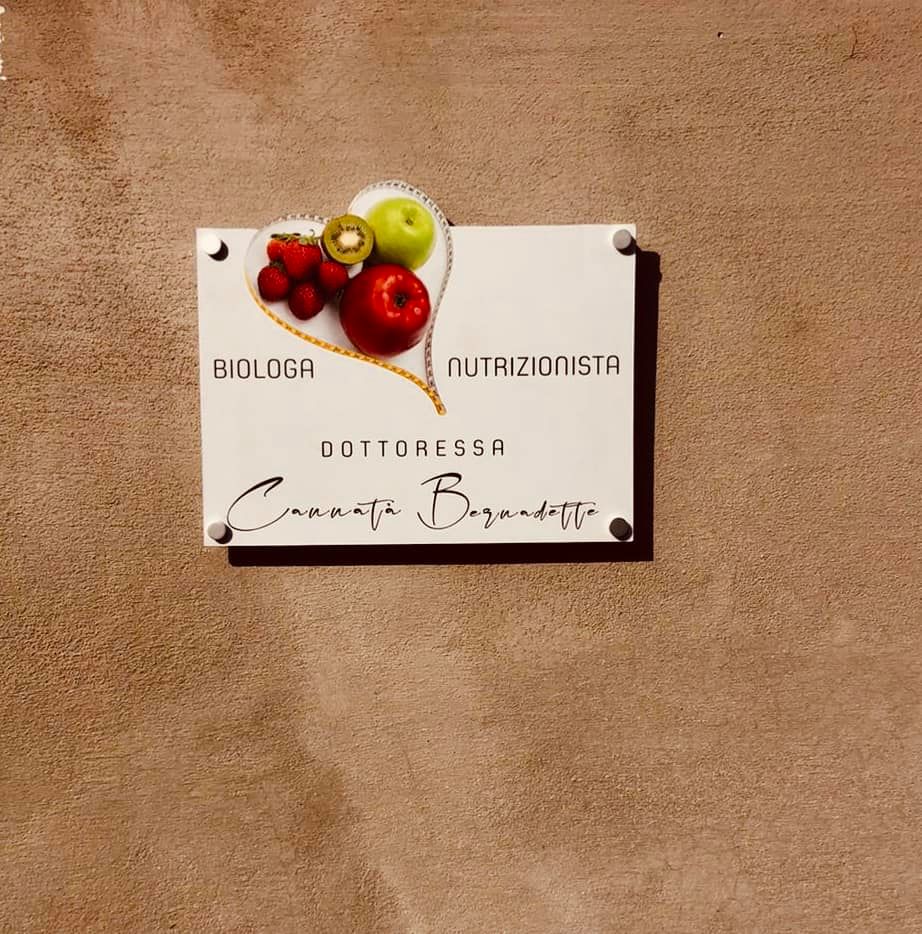 BIOLOGA NUTRIZIONISTA
DOTTORESSA
Cannatà Bernadette